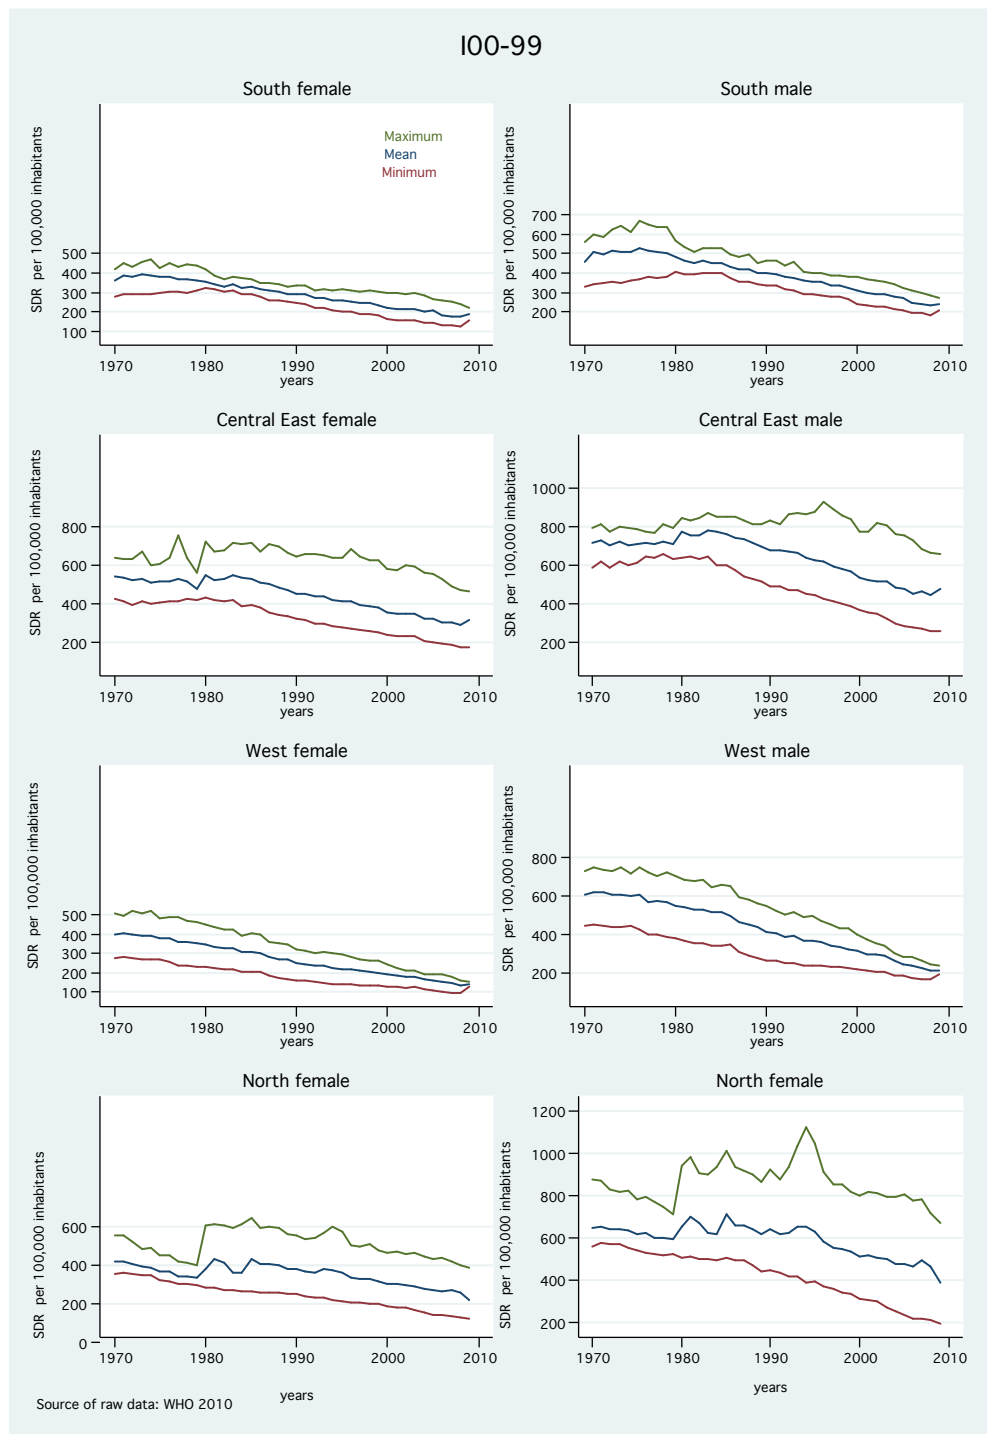 I00-99
South female
South male
SDR per 100,000 inhabitants
Maximum
Mean
Minimum
500
400
300
200
100
1970 1980 1990 2000 2010
years
SDR per 100,000 inhabitants
700
600
500
400
300
200
1970 1980 1990 2000 2010
years
Central East female
Central East male
SDR per 100,000 inhabitants
800
600
400
200
1970 1980 1990 2000 2010
years
SDR per 100,000 inhabitants
1000
800
600
400
200
1970 1980 1990 2000 2010
years
West female
West male
SDR per 100,000 inhabitants
500
400
300
200
100
1970 1980 1990 2000 2010
years
SDR per 100,000 inhabitants
800
600
400
200
1970 1980 1990 2000 2010
years
North female
North female
SDR per 100,000 inhabitants
600
400
200
0
1970 1980 1990 2000 2010
years
SDR per 100,000 inhabitants
1200
1000
800
600
400
200
1970 1980 1990 2000 2010
years
Source of raw data: WHO 2010